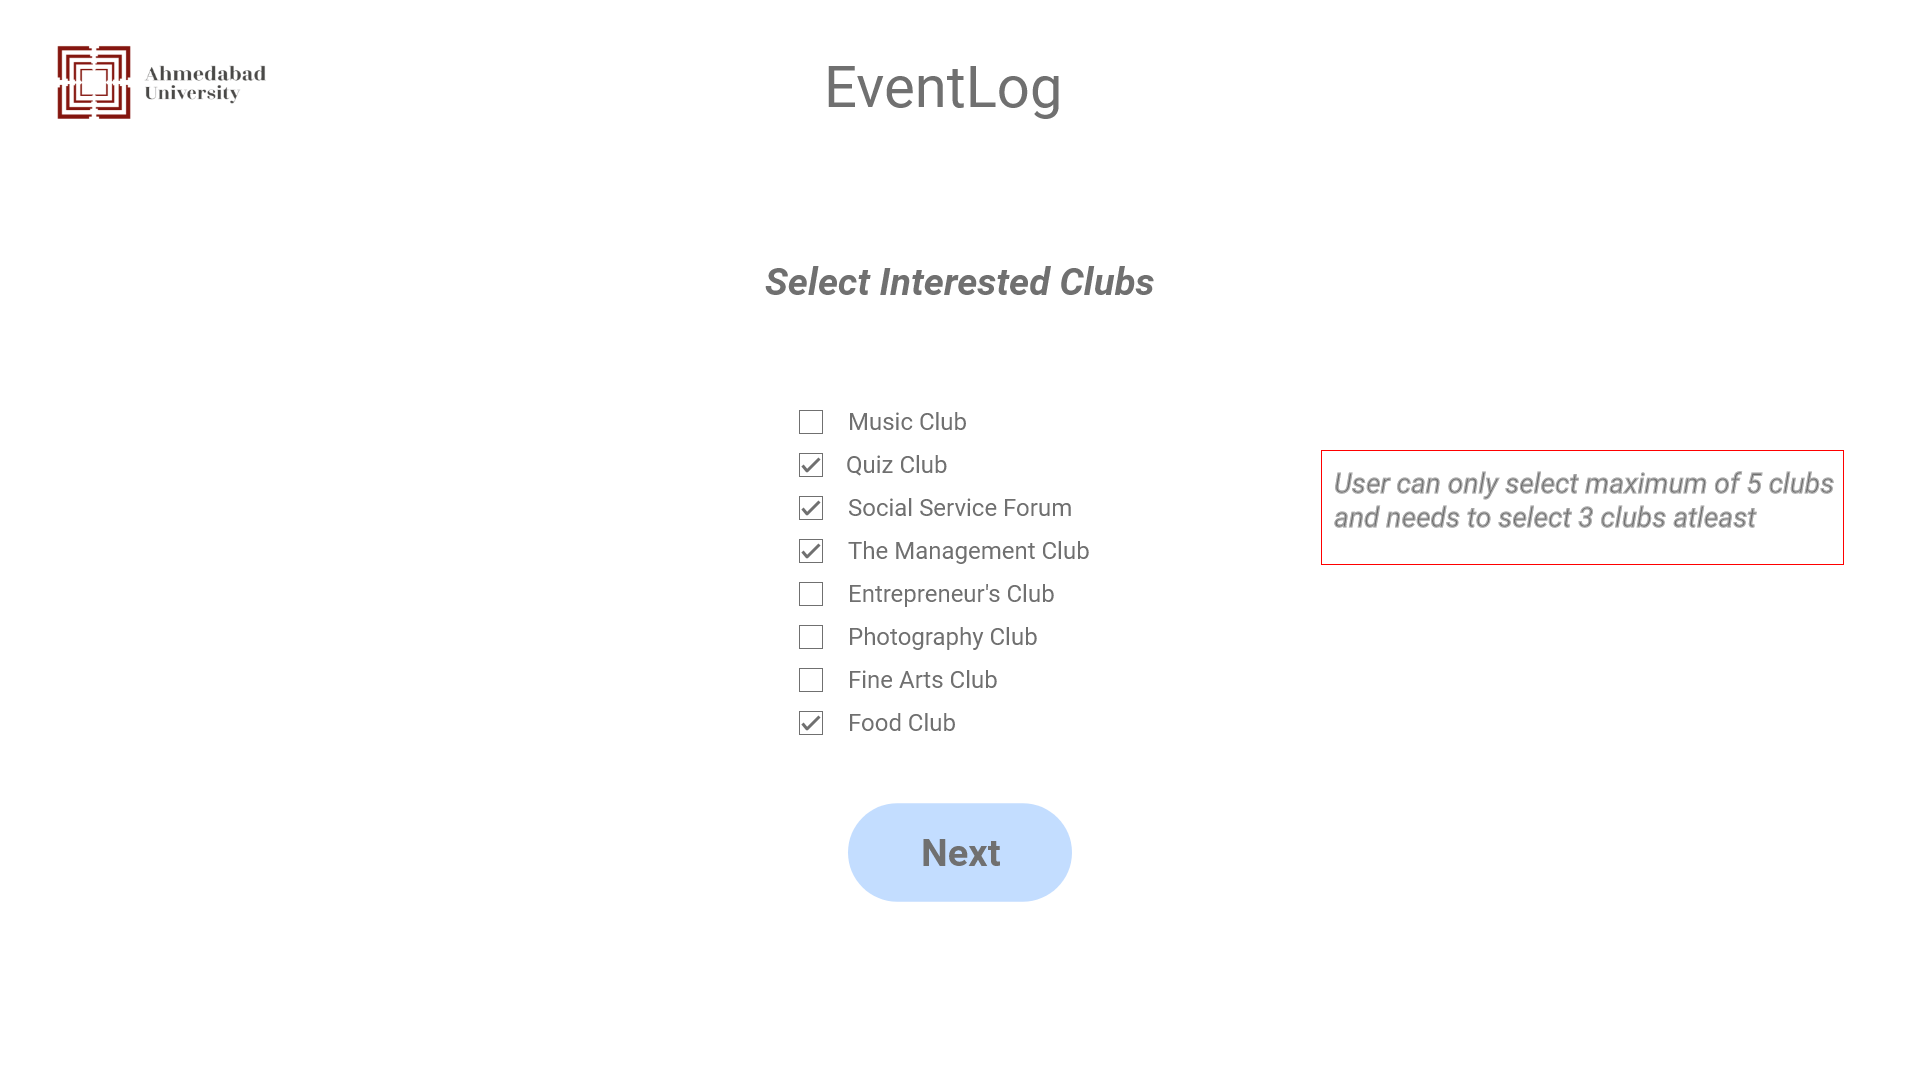 Ahmedabad
University
EventLog
Select Interested Clubs
Music Club
Quiz Club
Social Service Forum
The Management Club
Entrepreneur's Club
Photography Club
Fine Arts Club
Food Club
User can only select maximum of 5 clubs
and needs to select 3 clubs atleast
Next